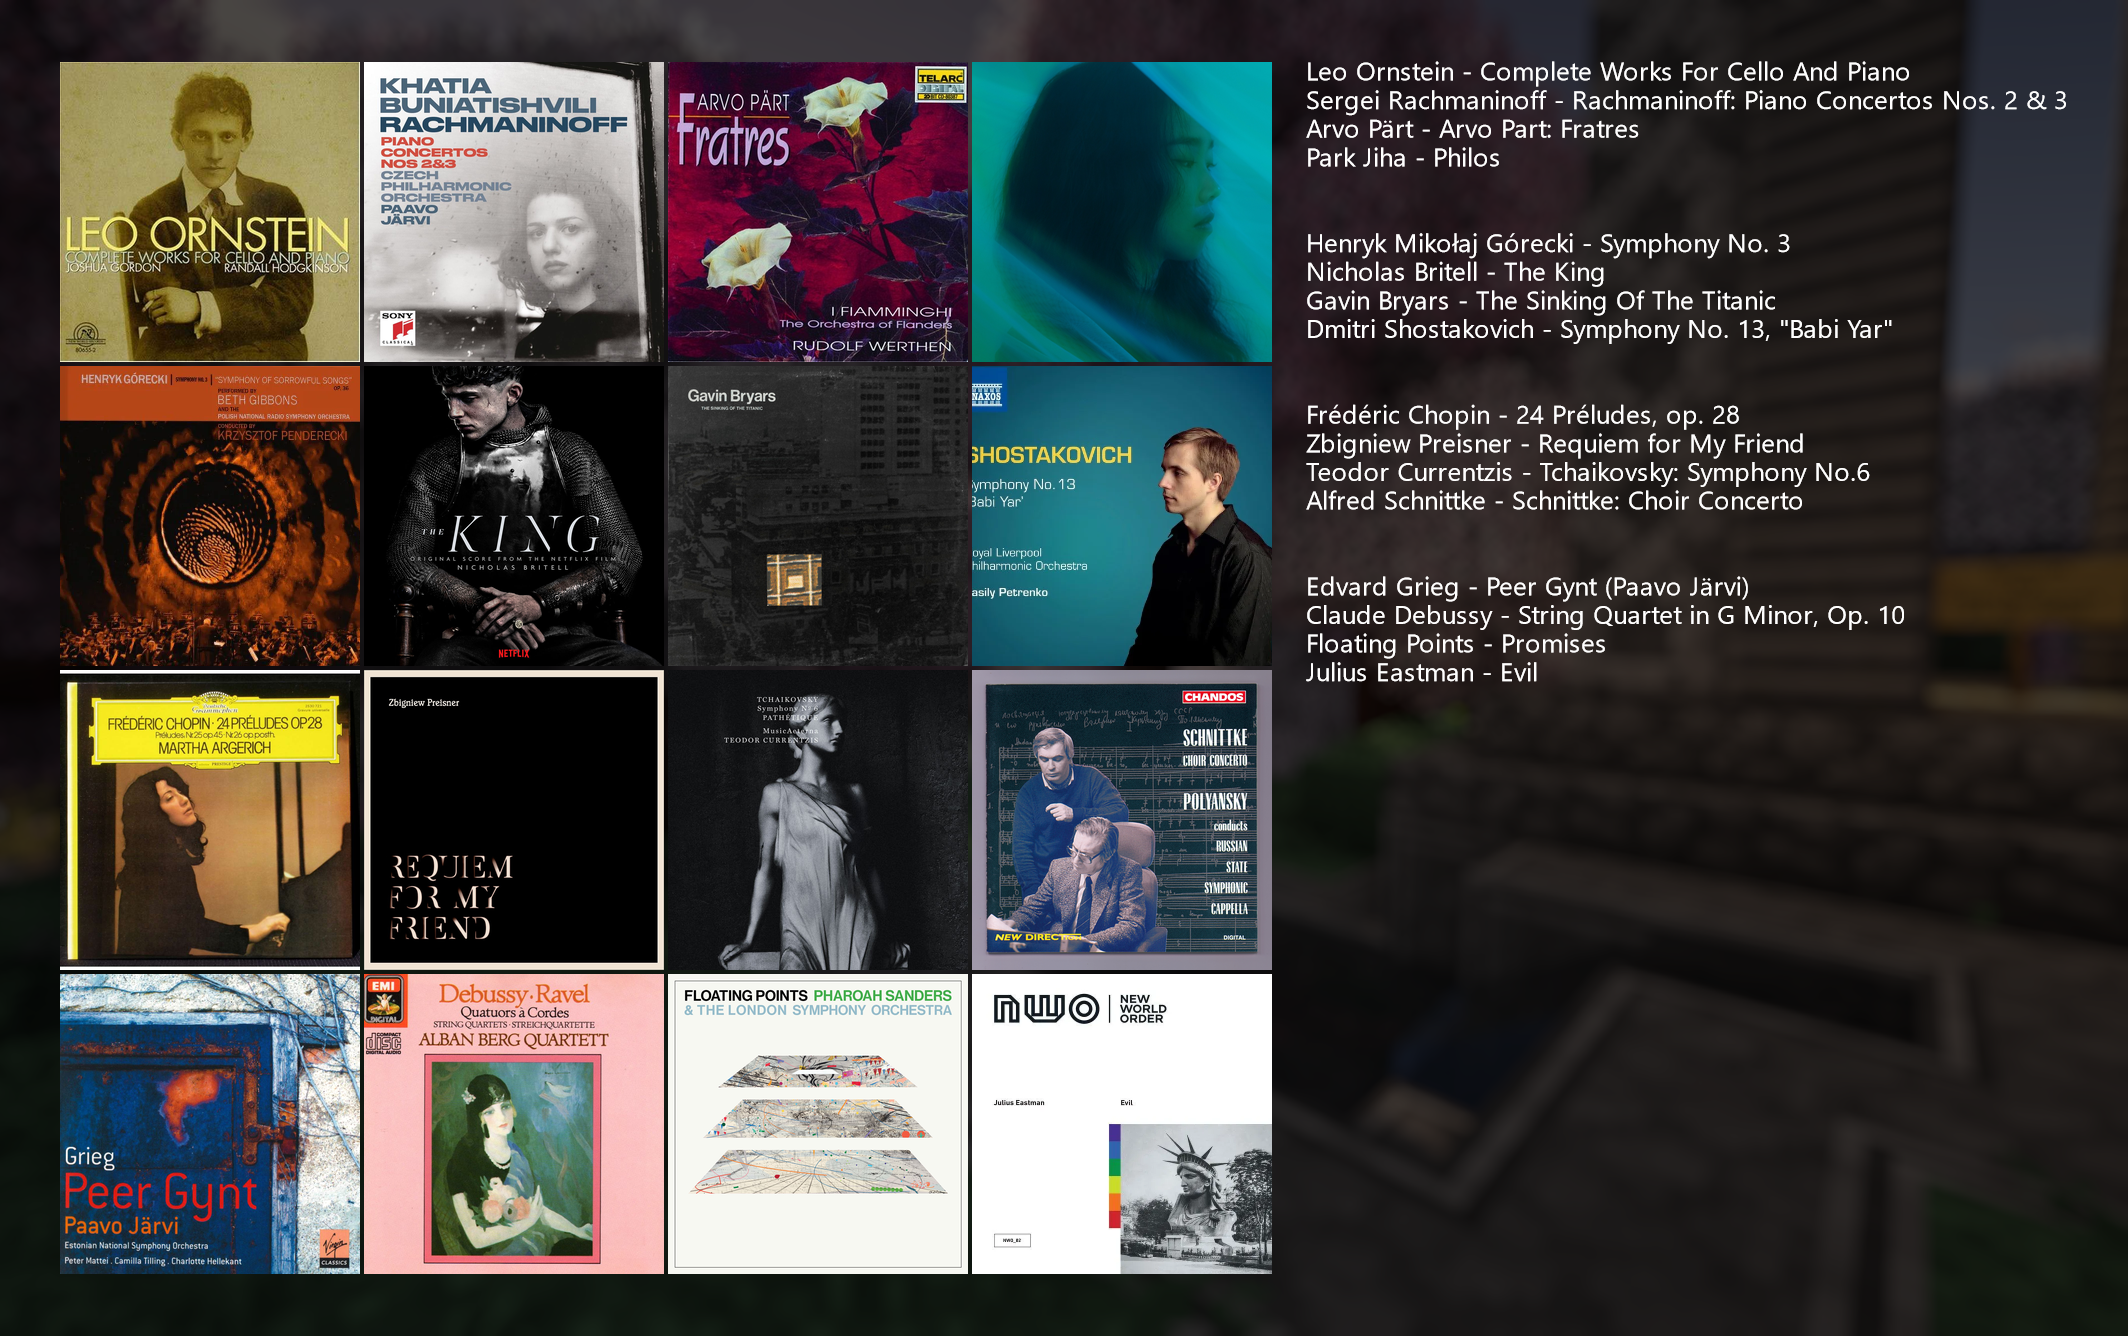 LEO ORNSTEIN
COMPLETE WORKS FOR CELLO AND PIANO
JOSHUA GORDON RANDALL HODGKINSON
80655-2
KHATIA
BUNIATISHVILI
RACHMANINOFF
PIANO
CONCERTOS
NOS 2&3
CZECH
PHILHARMONIC
ORCHESTRA
PAAVO
JÄRVI
SONY
CLASSICAL
TELARC
DIGITAL
ARVO PÄRT
Fratres
I FIAMMINGHI
The Orchestra of Flanders
RUDOLF WERTHEN
HENRYK GÓRECKI | SYMPHONY NO. 3 | "SYMPHONY OF SORROWFUL SONGS"
OP. 36
PERFORMED BY
BETH GIBBONS
AND THE
POLISH NATIONAL RADIO SYMPHONY ORCHESTRA
CONDUCTED BY
KRZYSZTOF PENDERECKI
THE KING
ORIGINAL SCORE FROM THE NETFLIX FILM
NICHOLAS BRITELL
NETFLIX
Gavin Bryars
THE SINKING OF THE TITANIC
NAXOS
SHOSTAKOVICH
Symphony No. 13
'Babi Yar'
oyal Liverpool
hilharmonic Orchestra
asily Petrenko
Deutsche
Grammophon
FRÉDÉRIC CHOPIN · 24 PRÉLUDES OP.28
Préludes Nr.25 op.45 · Nr.26 op. posth.
MARTHA ARGERICH
PRESTIGE
Zbigniew Preisner
REQUIEM
FOR MY
FRIEND
TCHAIKOVSKY
Symphony No 6
PATHÉTIQUE
MusicAeterna
TEODOR CURRENTZIS
CHANDOS
SCHNITTKE
CHOIR CONCERTO
POLYANSKY
conducts
RUSSIAN
STATE
SYMPHONIC
CAPPELLA
NEW DIRECTION
DIGITAL
Grieg
Peer Gynt
Paavo Järvi
Estonian National Symphony Orchestra
Peter Mattei . Camilla Tilling . Charlotte Hellekant
Virgin
CLASSICS
EMI
DIGITAL
COMPACT
disc
DIGITAL AUDIO
Debussy · Ravel
Quatuors à Cordes
STRING QUARTETS · STREICHQUARTETTE
ALBAN BERG QUARTETT
FLOATING POINTS PHAROAH SANDERS
& THE LONDON SYMPHONY ORCHESTRA
nwo | NEW
WORLD
ORDER
Julius Eastman Evil
NWO_02
Leo Ornstein - Complete Works For Cello And Piano
Sergei Rachmaninoff - Rachmaninoff: Piano Concertos Nos. 2 & 3
Arvo Pärt - Arvo Part: Fratres
Park Jiha - Philos
Henryk Mikołaj Górecki - Symphony No. 3
Nicholas Britell - The King
Gavin Bryars - The Sinking Of The Titanic
Dmitri Shostakovich - Symphony No. 13, "Babi Yar"
Frédéric Chopin - 24 Préludes, op. 28
Zbigniew Preisner - Requiem for My Friend
Teodor Currentzis - Tchaikovsky: Symphony No.6
Alfred Schnittke - Schnittke: Choir Concerto
Edvard Grieg - Peer Gynt (Paavo Järvi)
Claude Debussy - String Quartet in G Minor, Op. 10
Floating Points - Promises
Julius Eastman - Evil